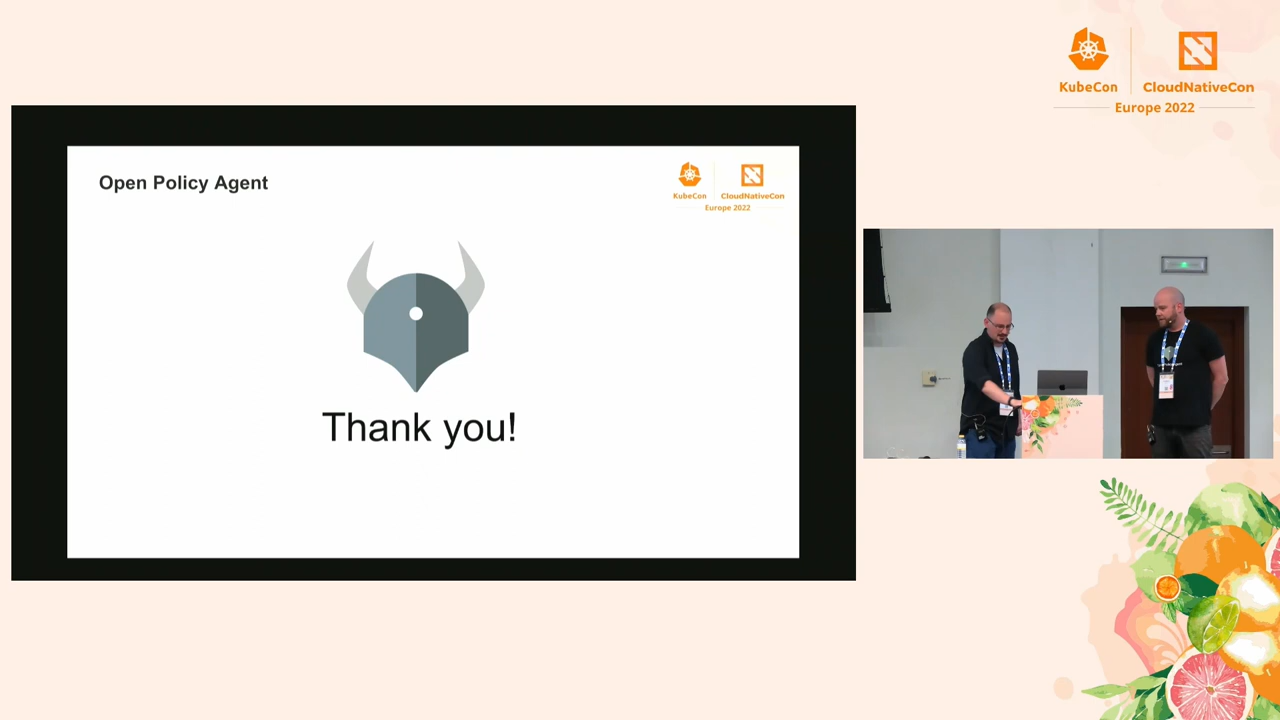 KubeCon
CloudNativeCon
Europe 2022
Open Policy Agent
KubeCon
CloudNativeCon
Europe 2022
Thank you!